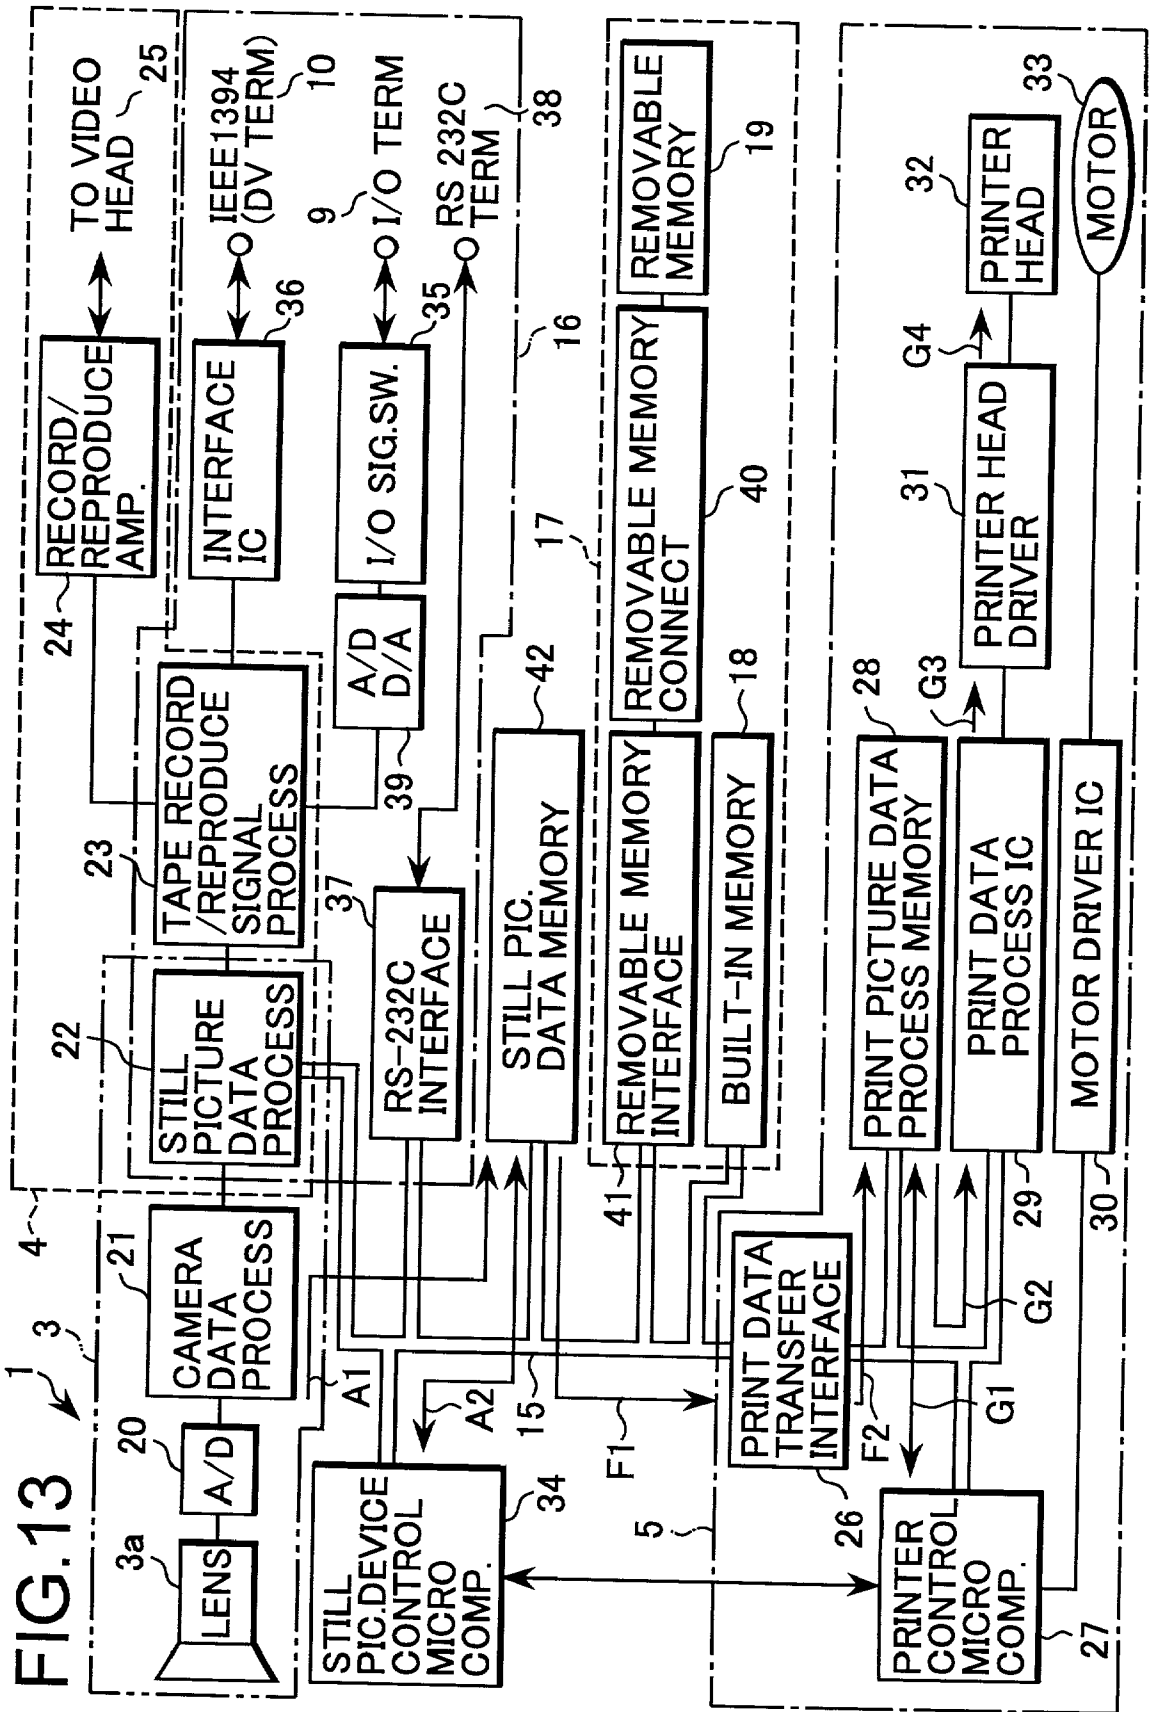 FIG.13
1
3
4
3a
LENS
20
A/D
21
CAMERA
DATA
PROCESS
22
STILL
PICTURE
DATA
PROCESS
23
TAPE RECORD
/REPRODUCE
SIGNAL
PROCESS
24
RECORD/
REPRODUCE
AMP.
TO VIDEO
HEAD
25
INTERFACE
IC
36
IEEE1394
(DV TERM)
10
A/D
D/A
39
I/O SIG.SW.
35
9
I/O TERM
RS 232C
TERM
38
37
RS-232C
INTERFACE
16
A1
A2
15
STILL
PIC.DEVICE
CONTROL
MICRO
COMP.
34
STILL PIC.
DATA MEMORY
42
F1
17
41
REMOVABLE MEMORY
INTERFACE
REMOVABLE MEMORY
CONNECT
40
REMOVABLE
MEMORY
19
BUILT-IN MEMORY
18
5
PRINT DATA
TRANSFER
INTERFACE
26
F2
G1
G2
PRINTER
CONTROL
MICRO
COMP.
27
PRINT PICTURE DATA
PROCESS MEMORY
28
PRINT DATA
PROCESS IC
29
G3
PRINTER HEAD
DRIVER
31
G4
PRINTER
HEAD
32
MOTOR DRIVER IC
30
MOTOR
33